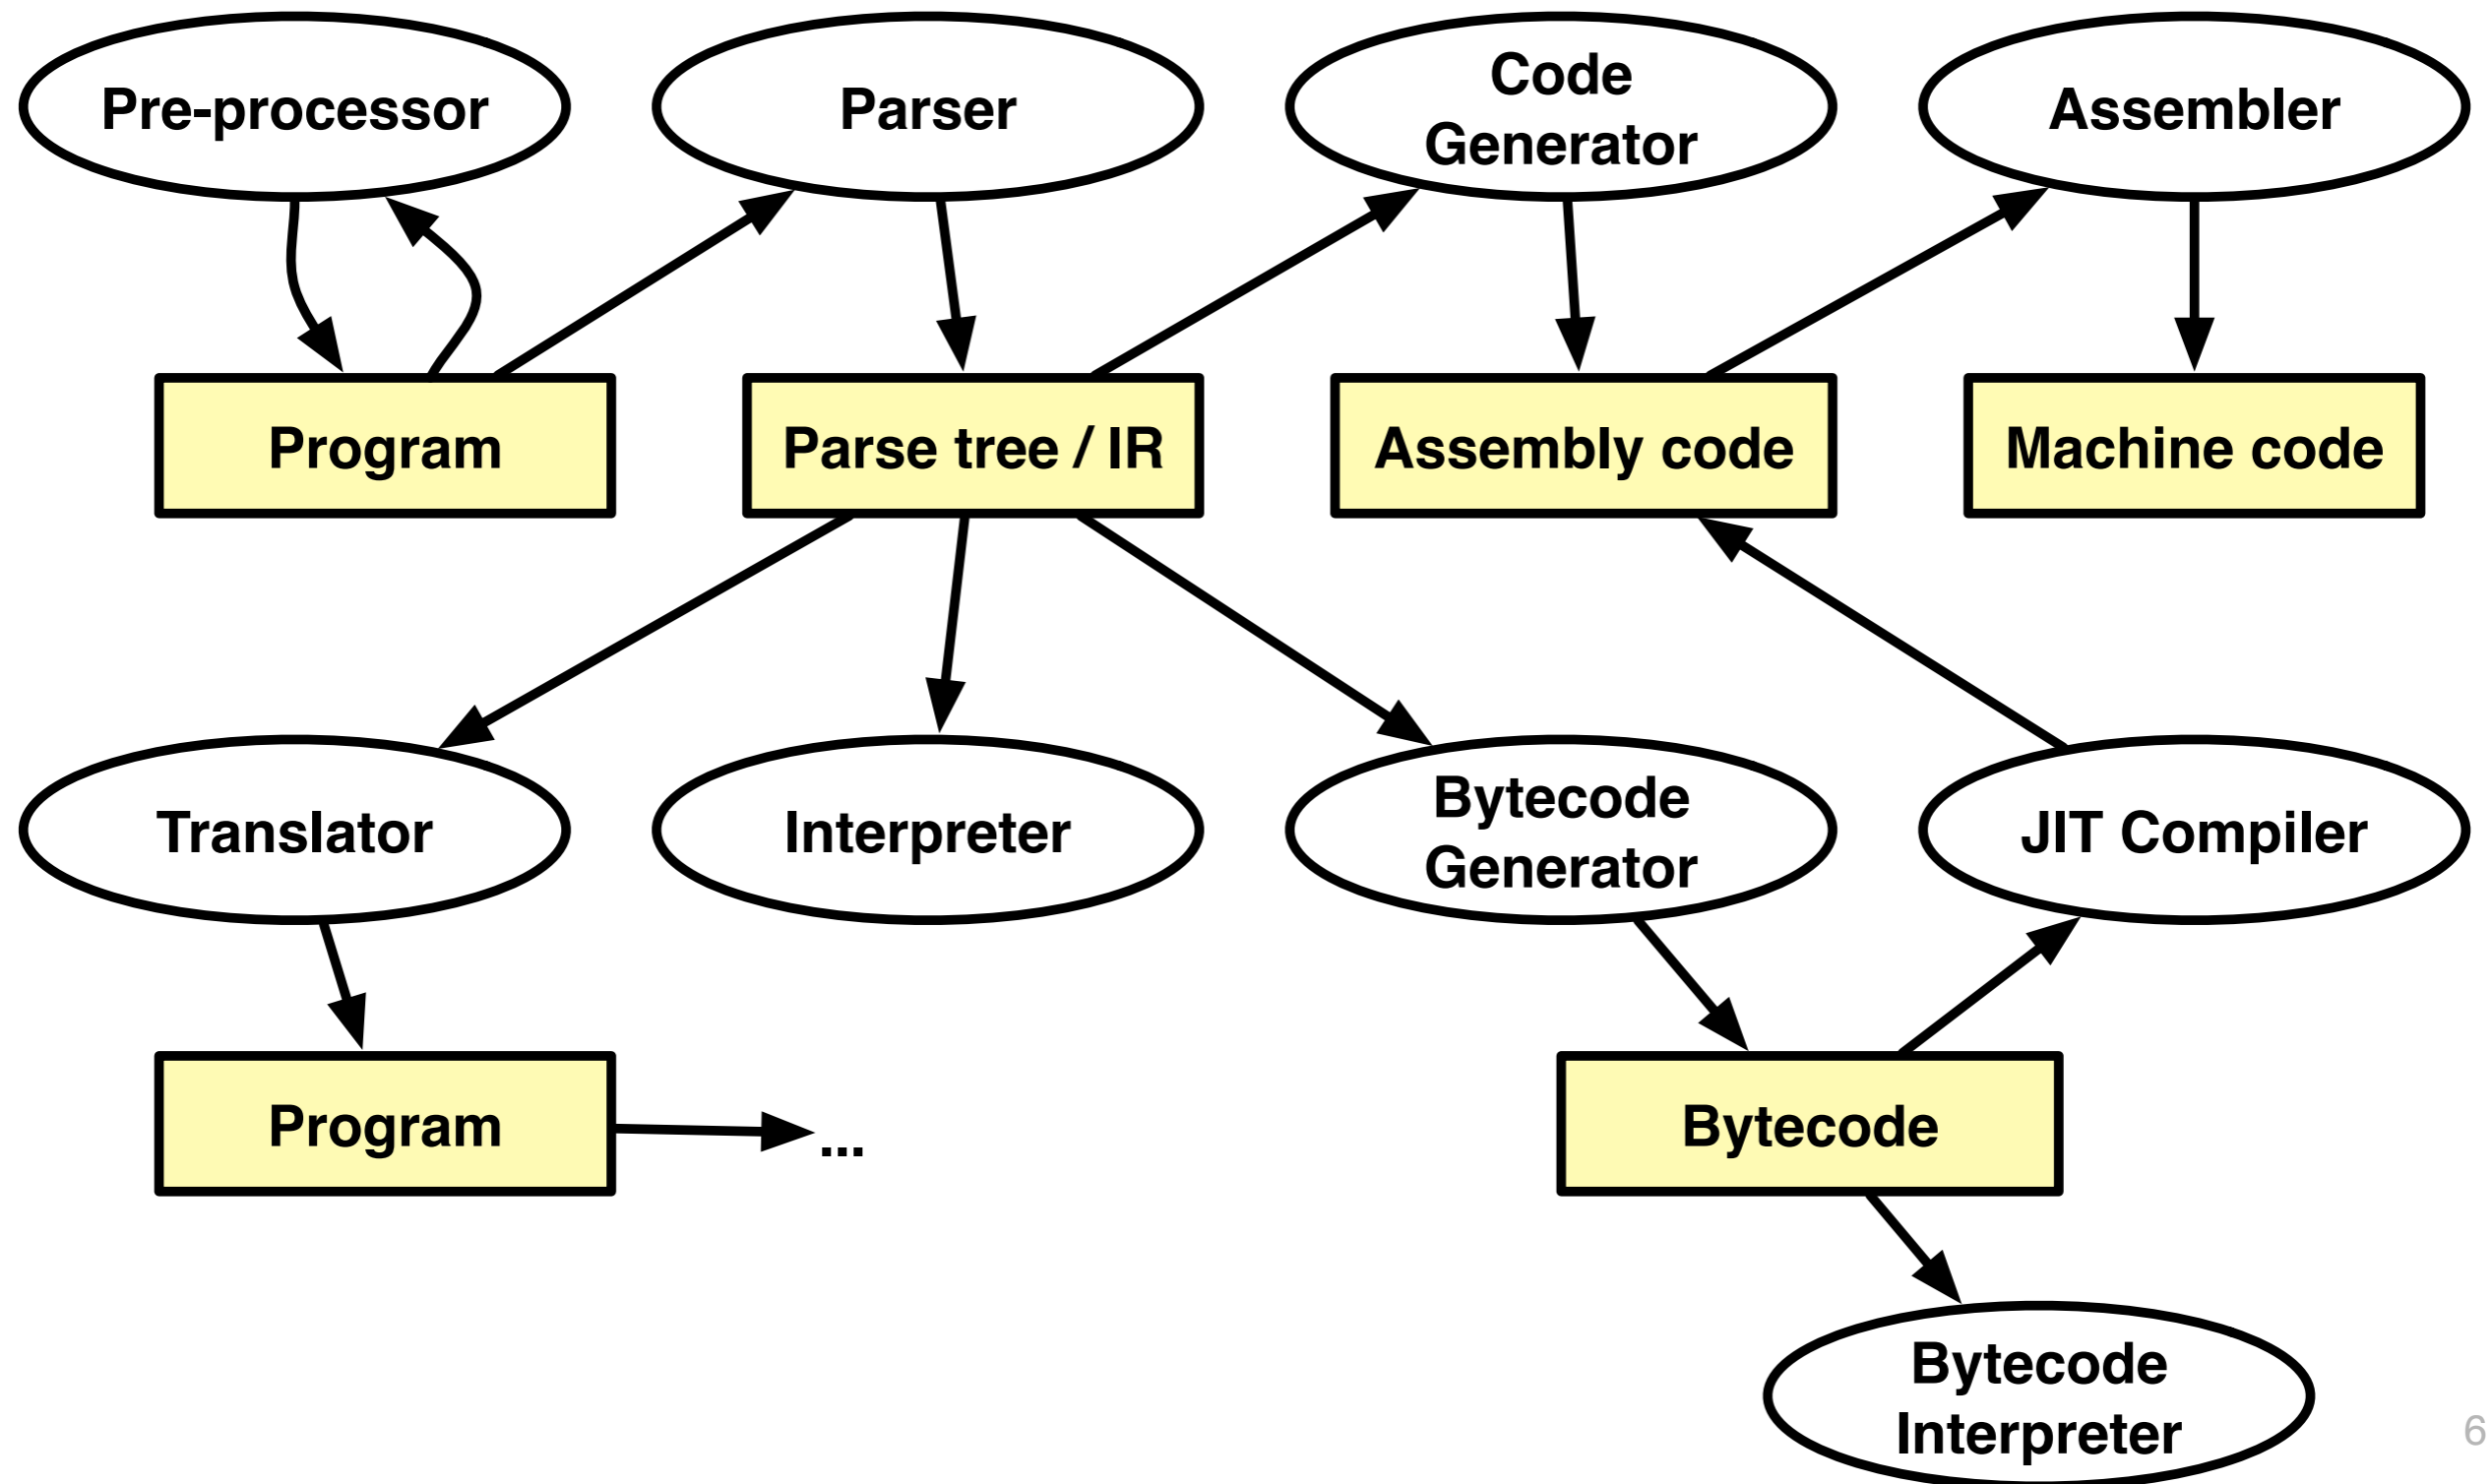 Pre-processor
Parser
Code
Generator
Assembler
Program
Parse tree / IR
Assembly code
Machine code
Translator
Interpreter
Bytecode
Generator
JIT Compiler
Program
...
Bytecode
Bytecode
Interpreter
6